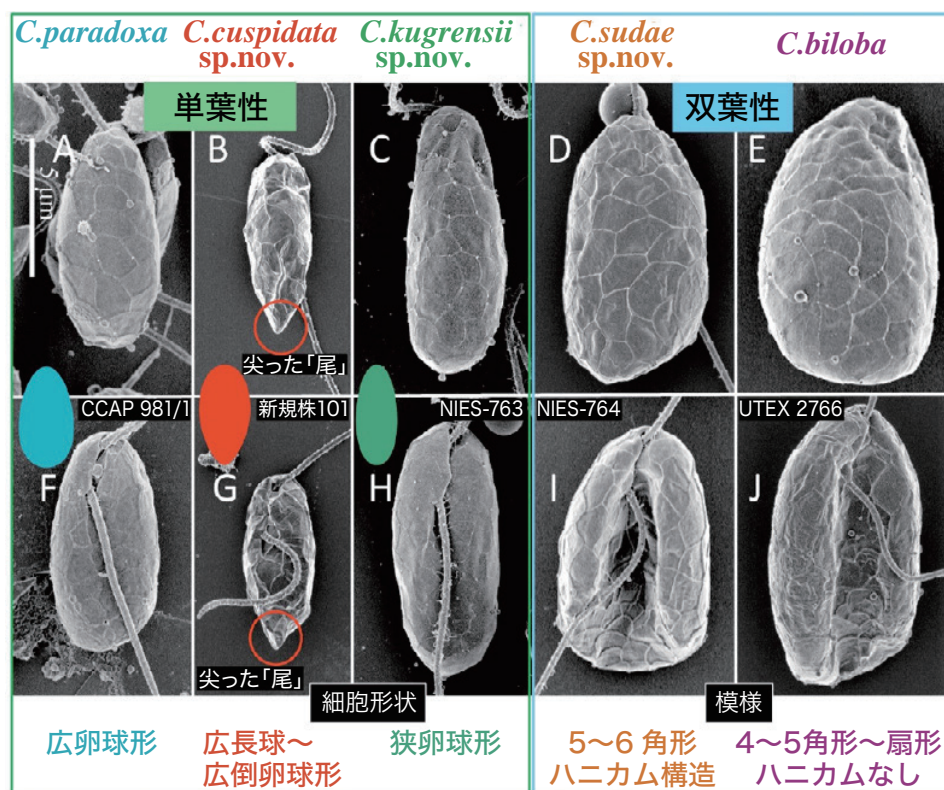 C.paradoxa
C.cuspidata
sp.nov.
C.kugrensii
sp.nov.
C.sudae
sp.nov.
C.biloba
単葉性
双葉性
A
B
C
D
E
5 μm
尖った「尾」
CCAP 981/1
新規株101
NIES-763
NIES-764
UTEX 2766
F
G
H
I
J
尖った「尾」
細胞形状
模様
広卵球形
広長球〜
広倒卵球形
狭卵球形
5〜6 角形
ハニカム構造
4〜5角形〜扇形
ハニカムなし